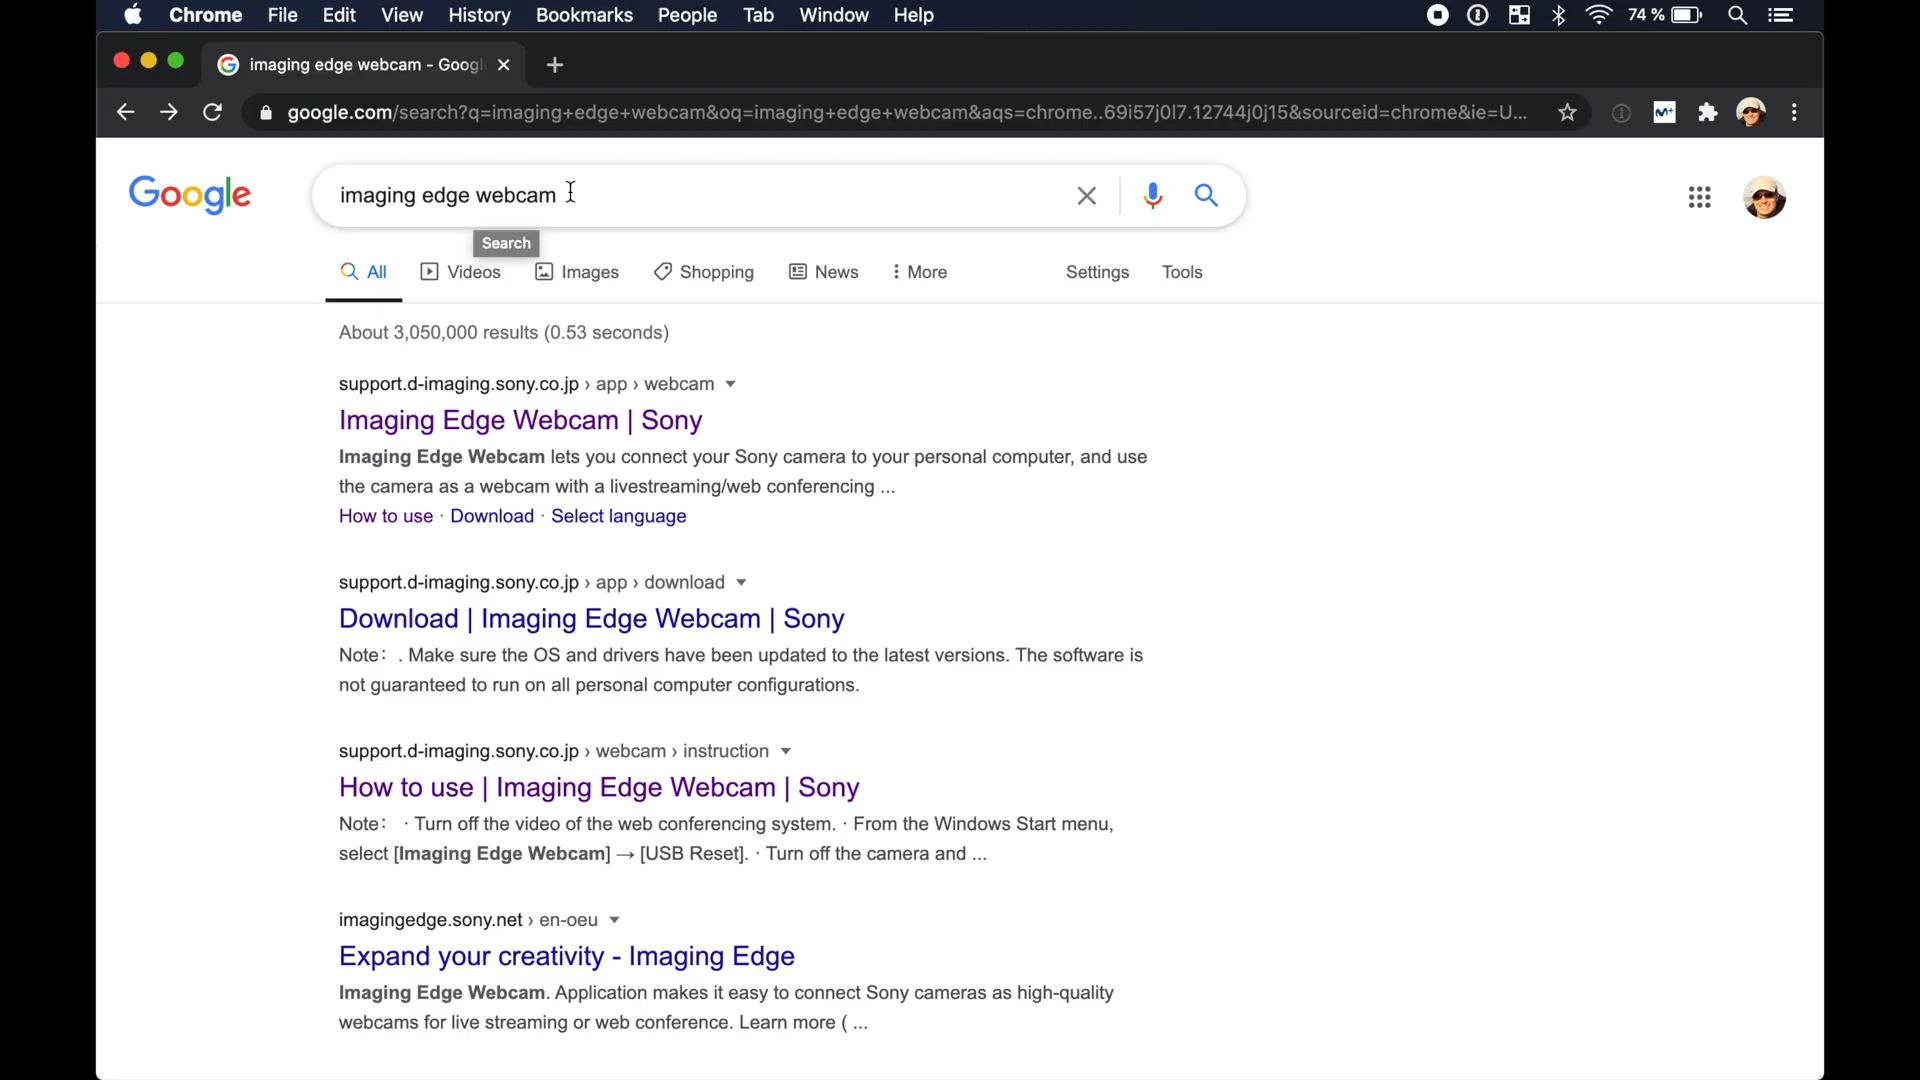 Chrome File Edit View History Bookmarks People Tab Window Help 74 %
imaging edge webcam - Googl
google.com/search?q=imaging+edge+webcam&oq=imaging+edge+webcam&aqs=chrome..69i57j0l7.12744j0j15&sourceid=chrome&ie=U...
Google imaging edge webcam
Search
All Videos Images Shopping News More Settings Tools
About 3,050,000 results (0.53 seconds)
support.d-imaging.sony.co.jp › app › webcam
Imaging Edge Webcam | Sony
Imaging Edge Webcam lets you connect your Sony camera to your personal computer, and use
the camera as a webcam with a livestreaming/web conferencing ...
How to use · Download · Select language
support.d-imaging.sony.co.jp › app › download
Download | Imaging Edge Webcam | Sony
Note： . Make sure the OS and drivers have been updated to the latest versions. The software is
not guaranteed to run on all personal computer configurations.
support.d-imaging.sony.co.jp › webcam › instruction
How to use | Imaging Edge Webcam | Sony
Note： · Turn off the video of the web conferencing system. · From the Windows Start menu,
select [Imaging Edge Webcam] → [USB Reset]. · Turn off the camera and ...
imagingedge.sony.net › en-oeu
Expand your creativity - Imaging Edge
Imaging Edge Webcam. Application makes it easy to connect Sony cameras as high-quality
webcams for live streaming or web conference. Learn more ( ...